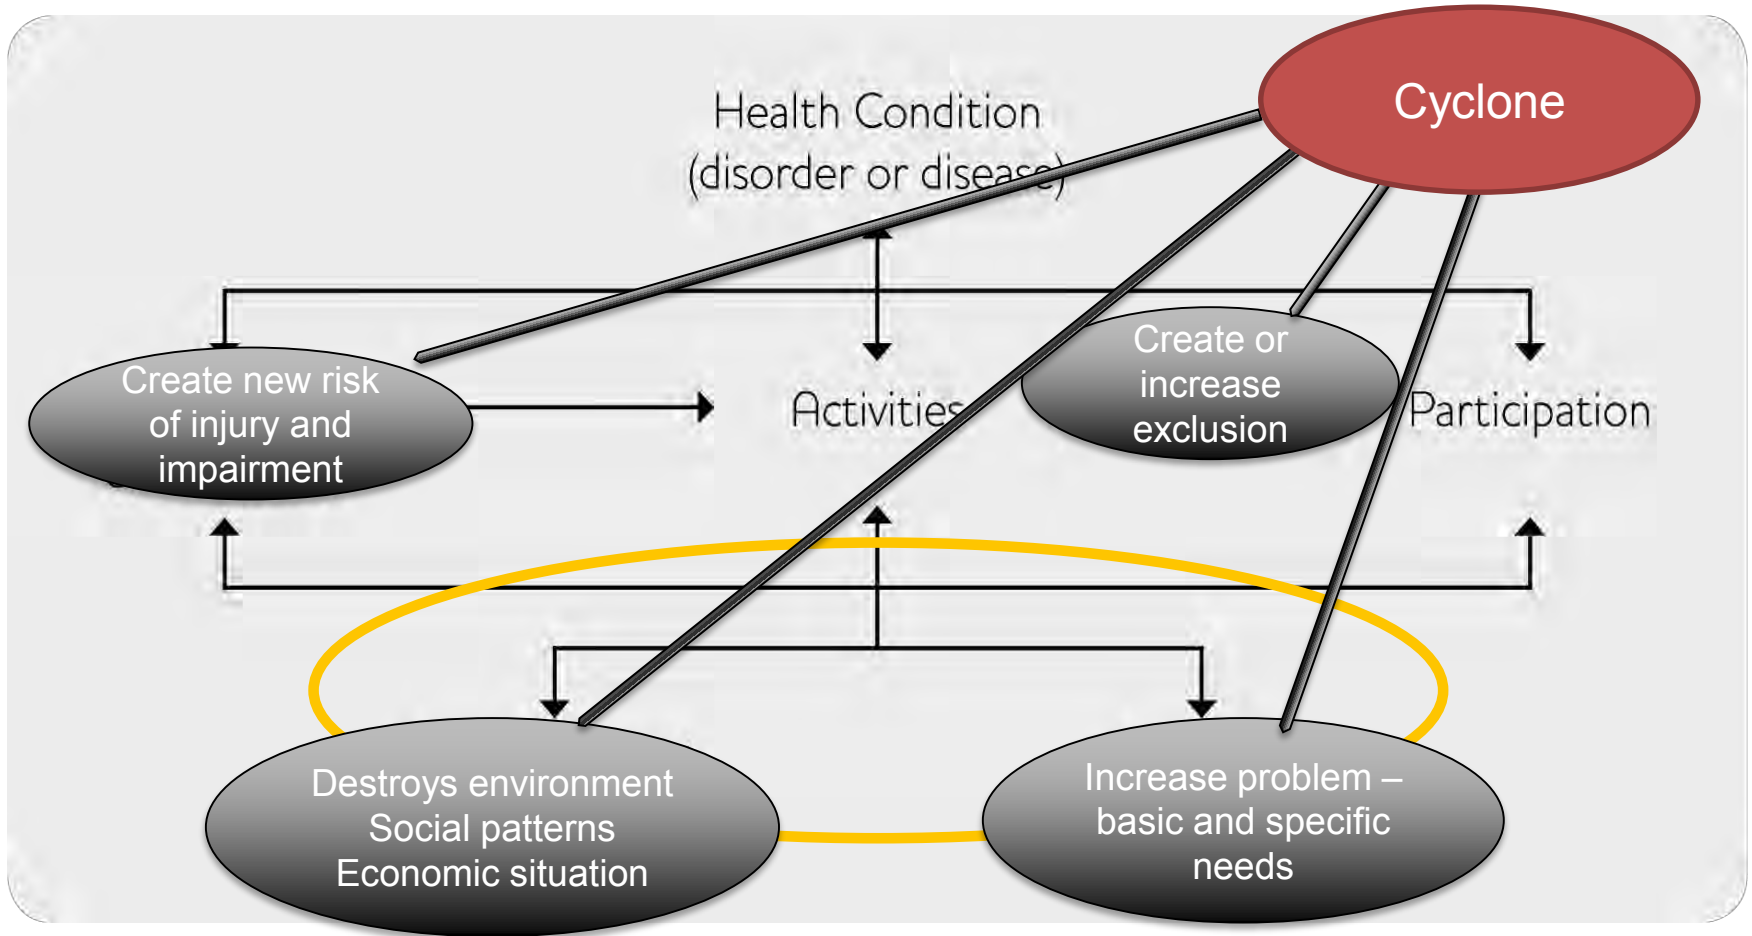 Cyclone
Health Condition
(disorder or disease)
Create new risk
of injury and
impairment
Activities
Create or
increase
exclusion
Participation
Destroys environment
Social patterns
Economic situation
Increase problem –
basic and specific
needs